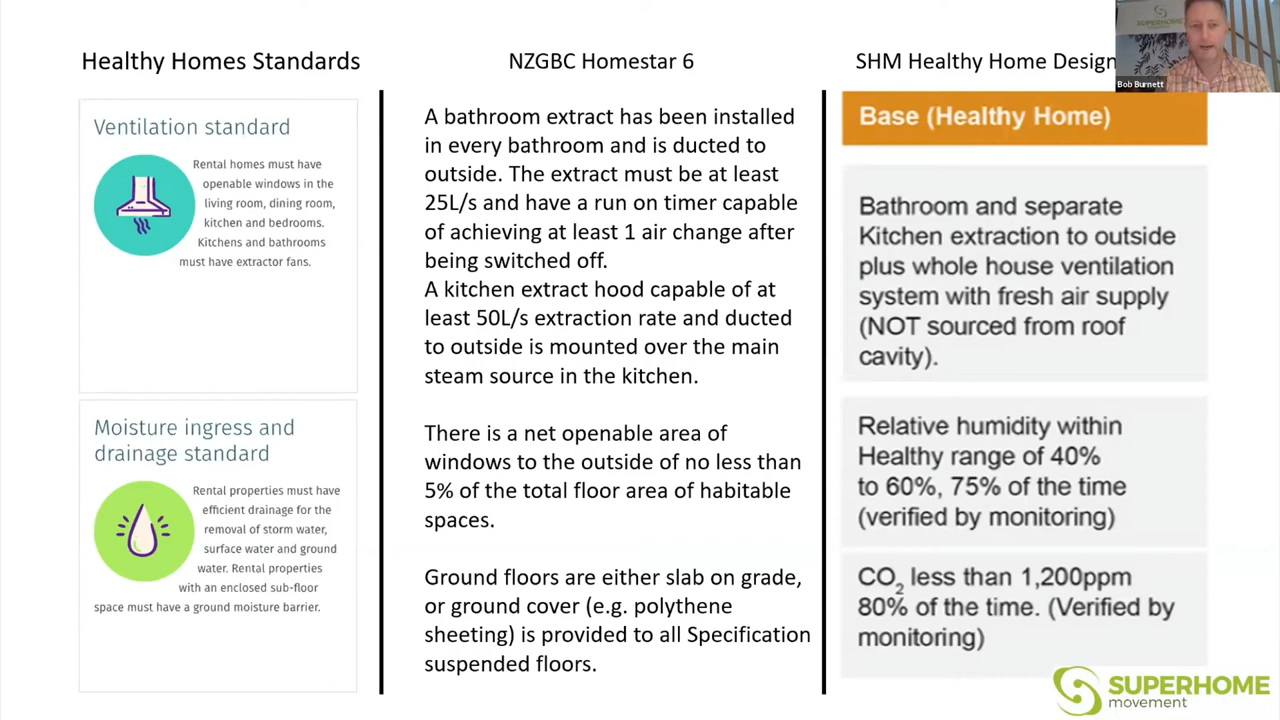 Healthy Homes Standards
Ventilation standard
Rental homes must have
openable windows in the
living room, dining room,
kitchen and bedrooms.
Kitchens and bathrooms
must have extractor fans.
Moisture ingress and
drainage standard
Rental properties must have
efficient drainage for the
removal of storm water,
surface water and ground
water. Rental properties
with an enclosed sub-floor
space must have a ground moisture barrier.
NZGBC Homestar 6
A bathroom extract has been installed
in every bathroom and is ducted to
outside. The extract must be at least
25L/s and have a run on timer capable
of achieving at least 1 air change after
being switched off.
A kitchen extract hood capable of at
least 50L/s extraction rate and ducted
to outside is mounted over the main
steam source in the kitchen.
There is a net openable area of
windows to the outside of no less than
5% of the total floor area of habitable
spaces.
Ground floors are either slab on grade,
or ground cover (e.g. polythene
sheeting) is provided to all Specification
suspended floors.
SHM Healthy Home Design
Base (Healthy Home)
Bathroom and separate
Kitchen extraction to outside
plus whole house ventilation
system with fresh air supply
(NOT sourced from roof
cavity).
Relative humidity within
Healthy range of 40%
to 60%, 75% of the time
(verified by monitoring)
CO2 less than 1,200ppm
80% of the time. (Verified by
monitoring)
SUPERHOME
movement
SUPERHOME
MOVEMENT
Bob Burnett